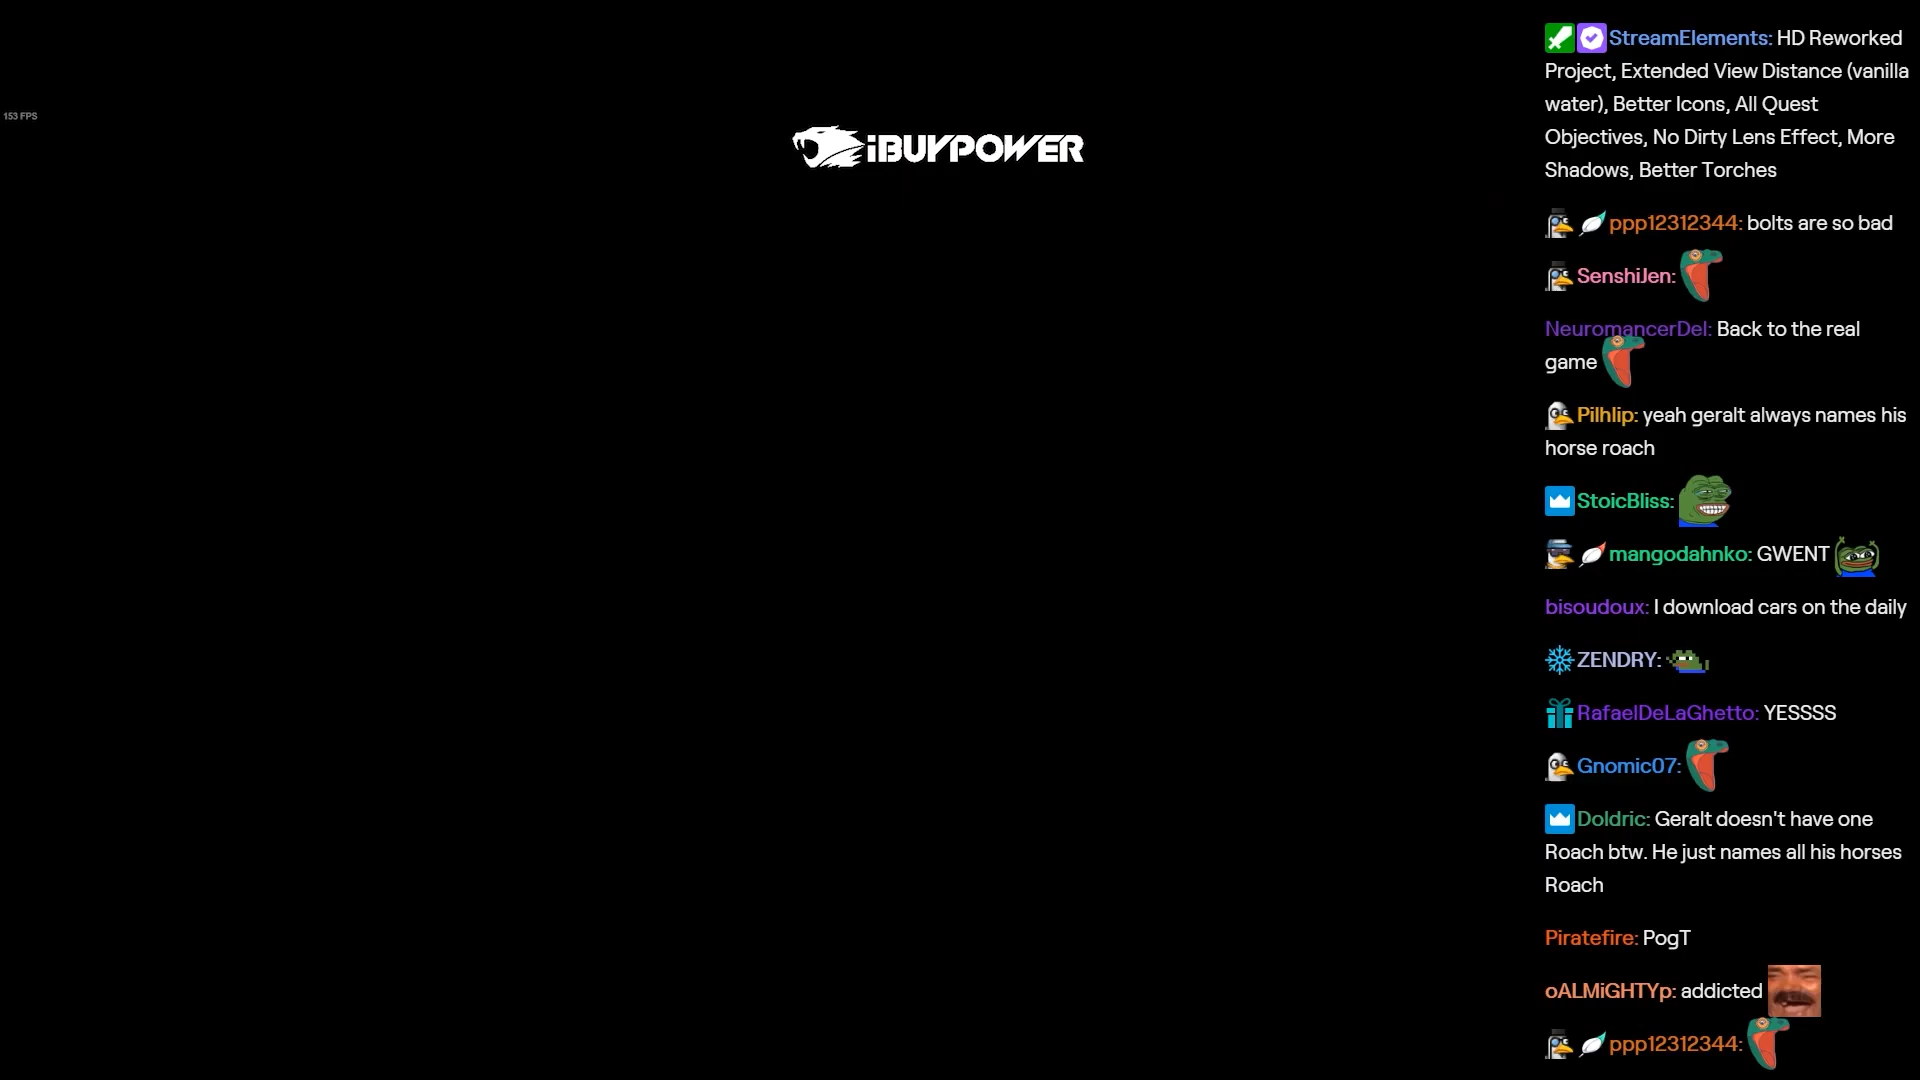 153 FPS
iBUYPOWER
StreamElements: HD Reworked
Project, Extended View Distance (vanilla
water), Better Icons, All Quest
Objectives, No Dirty Lens Effect, More
Shadows, Better Torches
ppp12312344: bolts are so bad
SenshiJen:
NeuromancerDel: Back to the real
game
Pilhlip: yeah geralt always names his
horse roach
StoicBliss:
mangodahnko: GWENT
bisoudoux: I download cars on the daily
ZENDRY:
RafaelDeLaGhetto: YESSSS
Gnomic07:
Doldric: Geralt doesn't have one
Roach btw. He just names all his horses
Roach
Piratefire: PogT
oALMiGHTYp: addicted
ppp12312344: